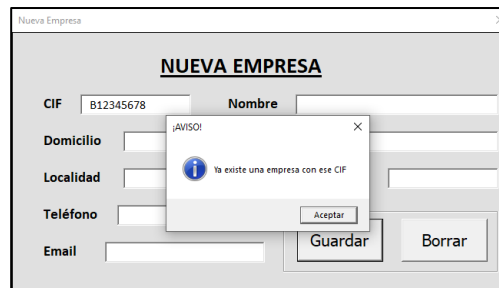 Nueva Empresa
NUEVA EMPRESA
CIF B12345678 Nombre
¡AVISO!
Domicilio
Ya existe una empresa con ese CIF
Localidad
Aceptar
Teléfono
Guardar Borrar
Email